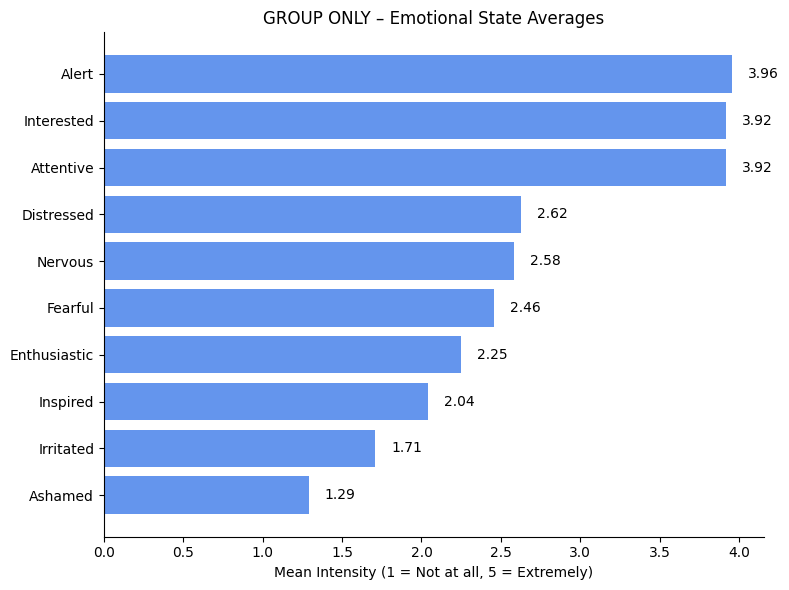 GROUP ONLY – Emotional State Averages
Alert 3.96
Interested 3.92
Attentive 3.92
Distressed 2.62
Nervous 2.58
Fearful 2.46
Enthusiastic 2.25
Inspired 2.04
Irritated 1.71
Ashamed 1.29
0.0 0.5 1.0 1.5 2.0 2.5 3.0 3.5 4.0
Mean Intensity (1 = Not at all, 5 = Extremely)